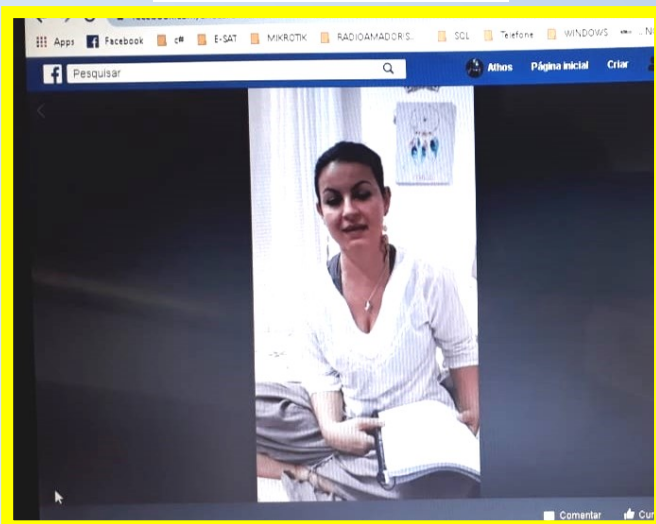 Apps Facebook c# E-SAT MIKROTIK RADIOAMADORIS.. SQL Telefone WINDOWS
f Pesquisar Athos Página inicial Criar
Comentar